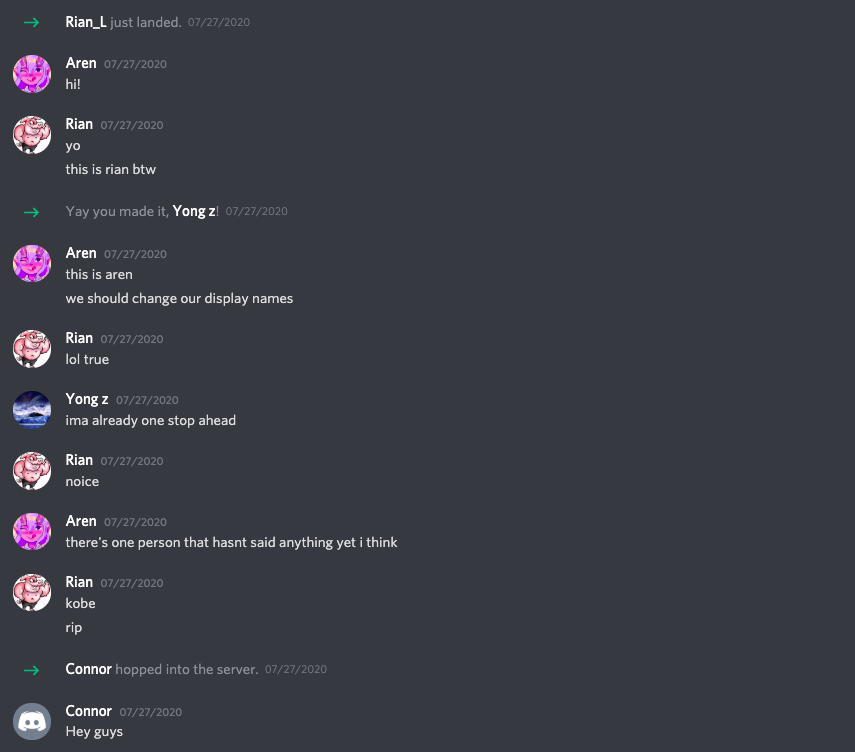 Rian_L just landed. 07/27/2020
Aren 07/27/2020
hi!
Rian 07/27/2020
yo
this is rian btw
Yay you made it, Yong z! 07/27/2020
Aren 07/27/2020
this is aren
we should change our display names
Rian 07/27/2020
lol true
Yong z 07/27/2020
ima already one stop ahead
Rian 07/27/2020
noice
Aren 07/27/2020
there's one person that hasnt said anything yet i think
Rian 07/27/2020
kobe
rip
Connor hopped into the server. 07/27/2020
Connor 07/27/2020
Hey guys